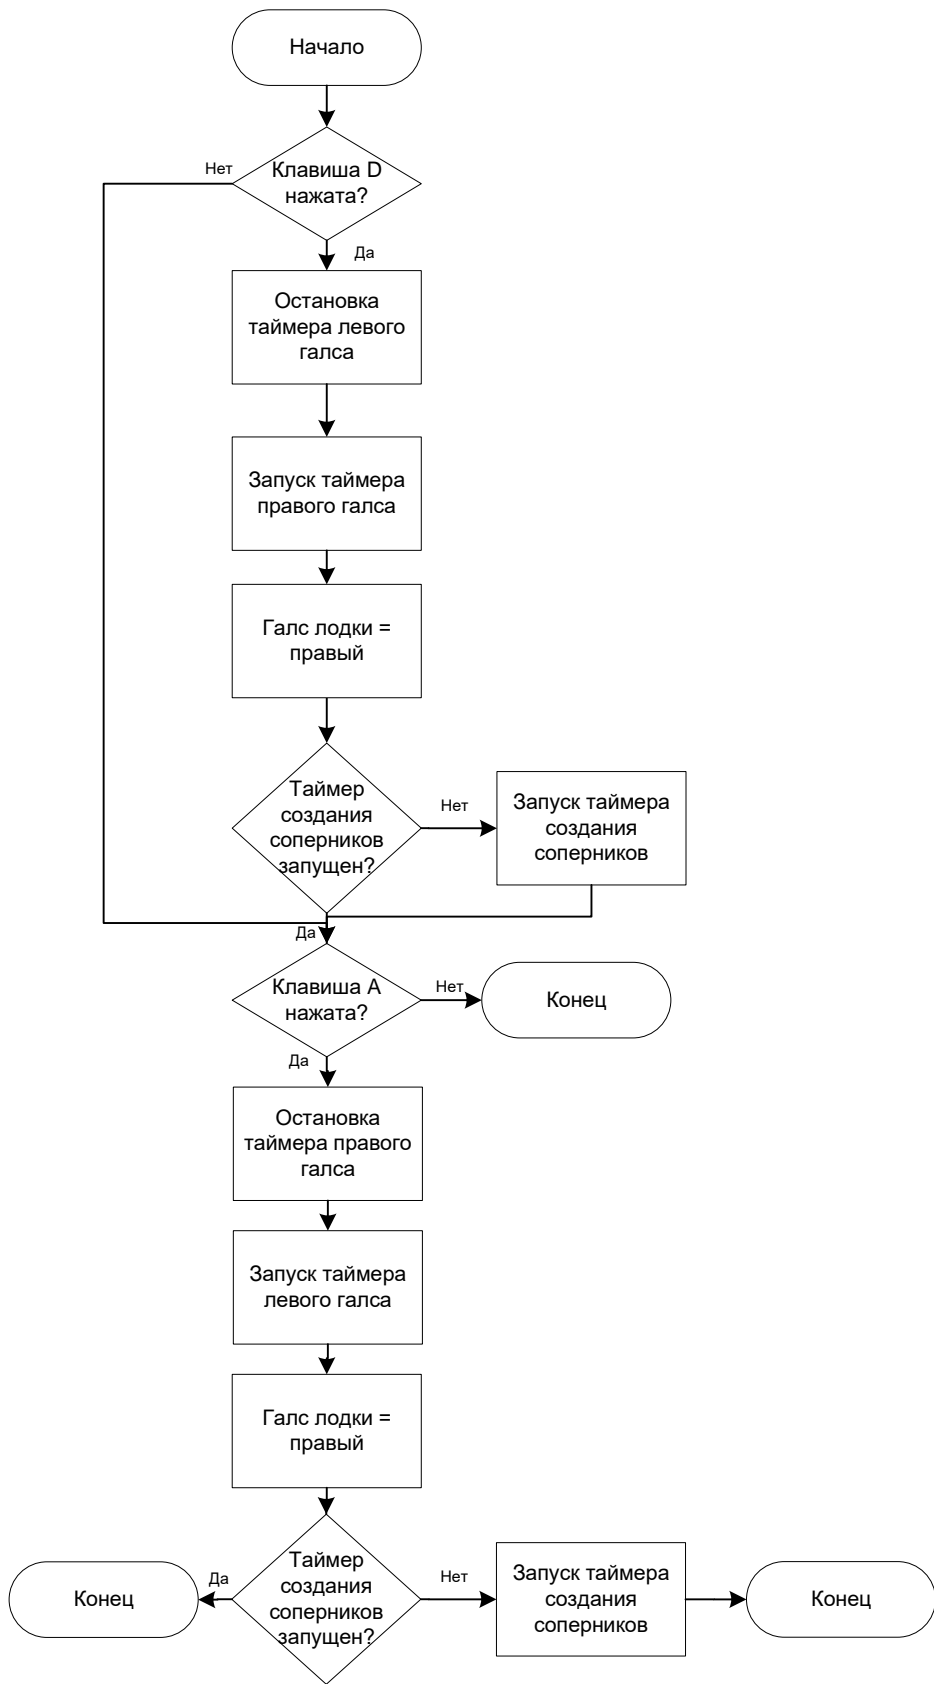 Начало
Нет
Клавиша D
нажата?
Да
Остановка
таймера левого
галса
Запуск таймера
правого галса
Галс лодки =
правый
Таймер
создания
соперников
запущен?
Нет
Запуск таймера
создания
соперников
Да
Клавиша А
нажата?
Нет
Конец
Да
Остановка
таймера правого
галса
Запуск таймера
левого галса
Галс лодки =
правый
Конец
Да
Таймер
создания
соперников
запущен?
Нет
Запуск таймера
создания
соперников
Конец